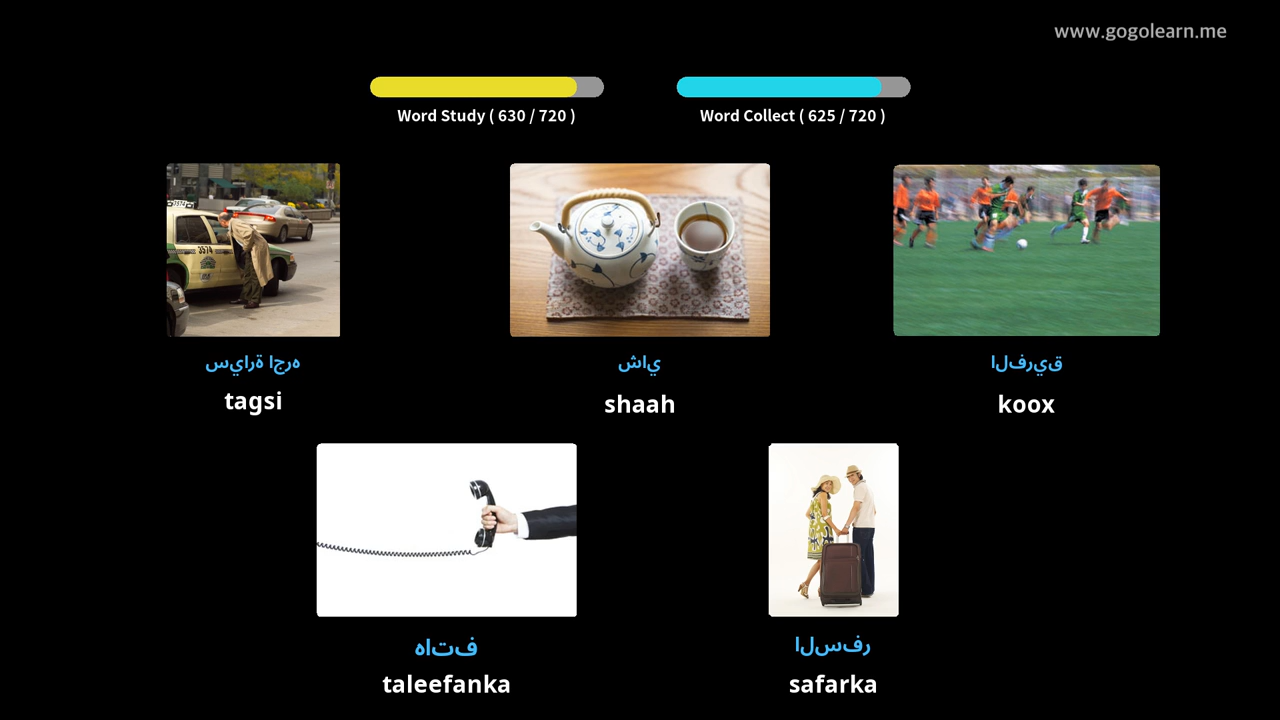 www.gogolearn.me
Word Study ( 630 / 720 )
Word Collect ( 625 / 720 )
3574
سيارة اجره
شاي
الفريق
tagsi
shaah
koox
هاتف
السفر
taleefanka
safarka